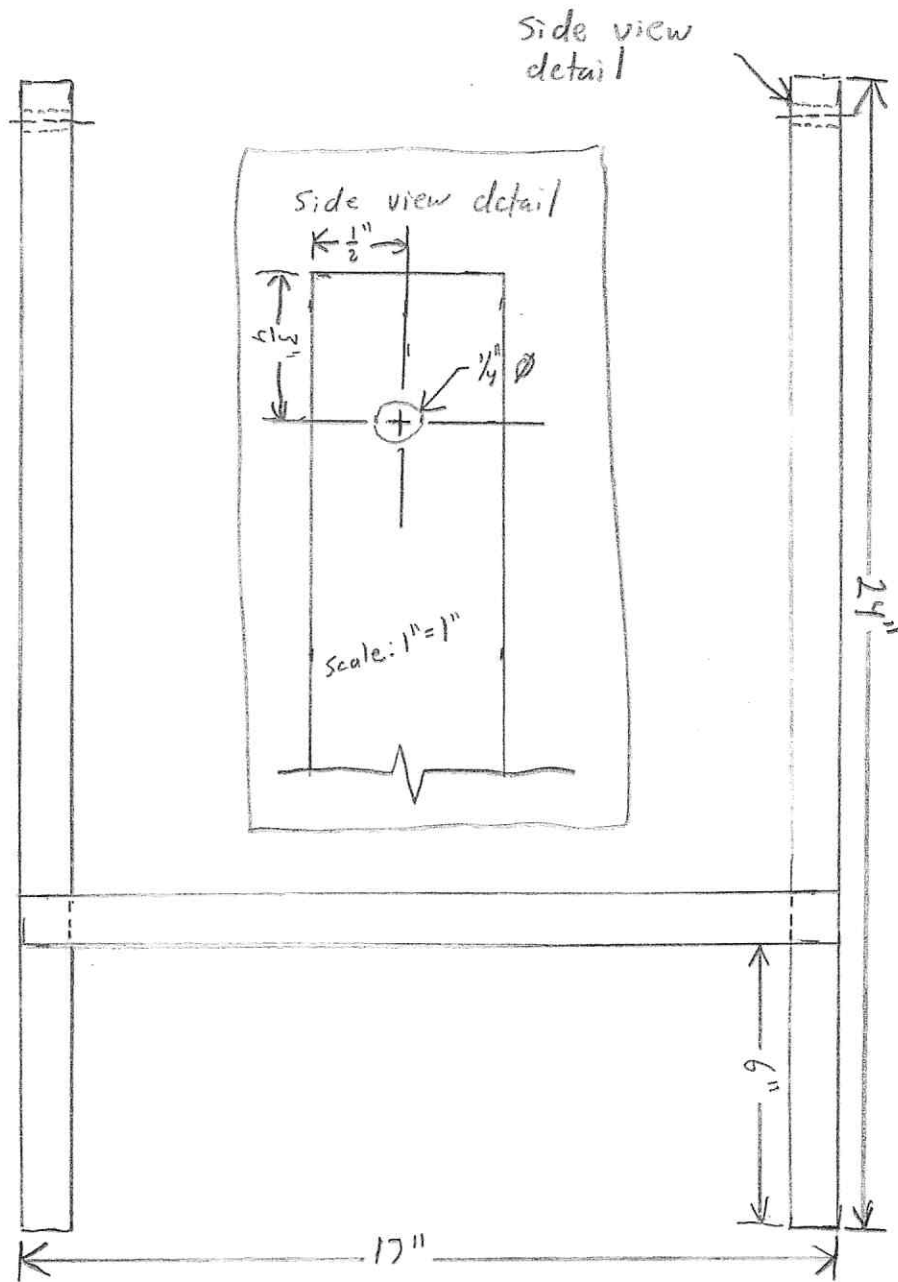 side view
detail
side view detail
1/2"
3/4"
1/4" Ø
scale: 1"=1"
24"
6"
17"